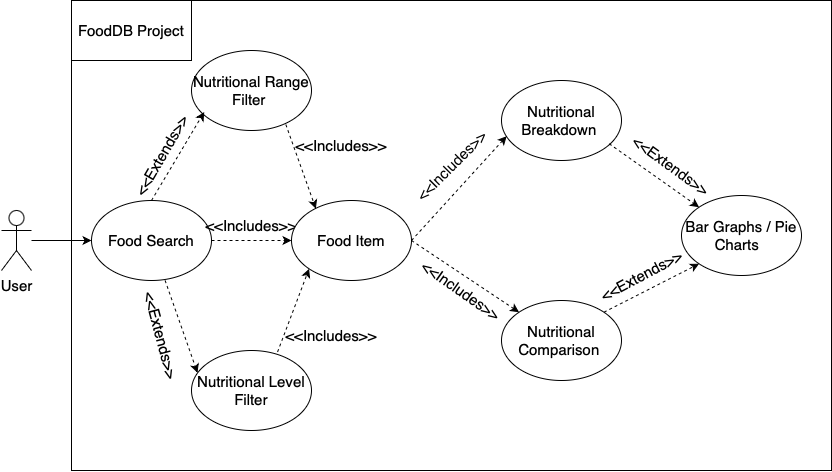 FoodDB Project
Nutritional Range
Filter
<<Extends>>
<<Includes>>
Nutritional
Breakdown
<<Includes>>
<<Extends>>
User
Food Search
<<Includes>>
Food Item
Bar Graphs / Pie
Charts
<<Extends>>
<<Includes>>
<<Includes>>
<<Extends>>
Nutritional Level
Filter
Nutritional
Comparison